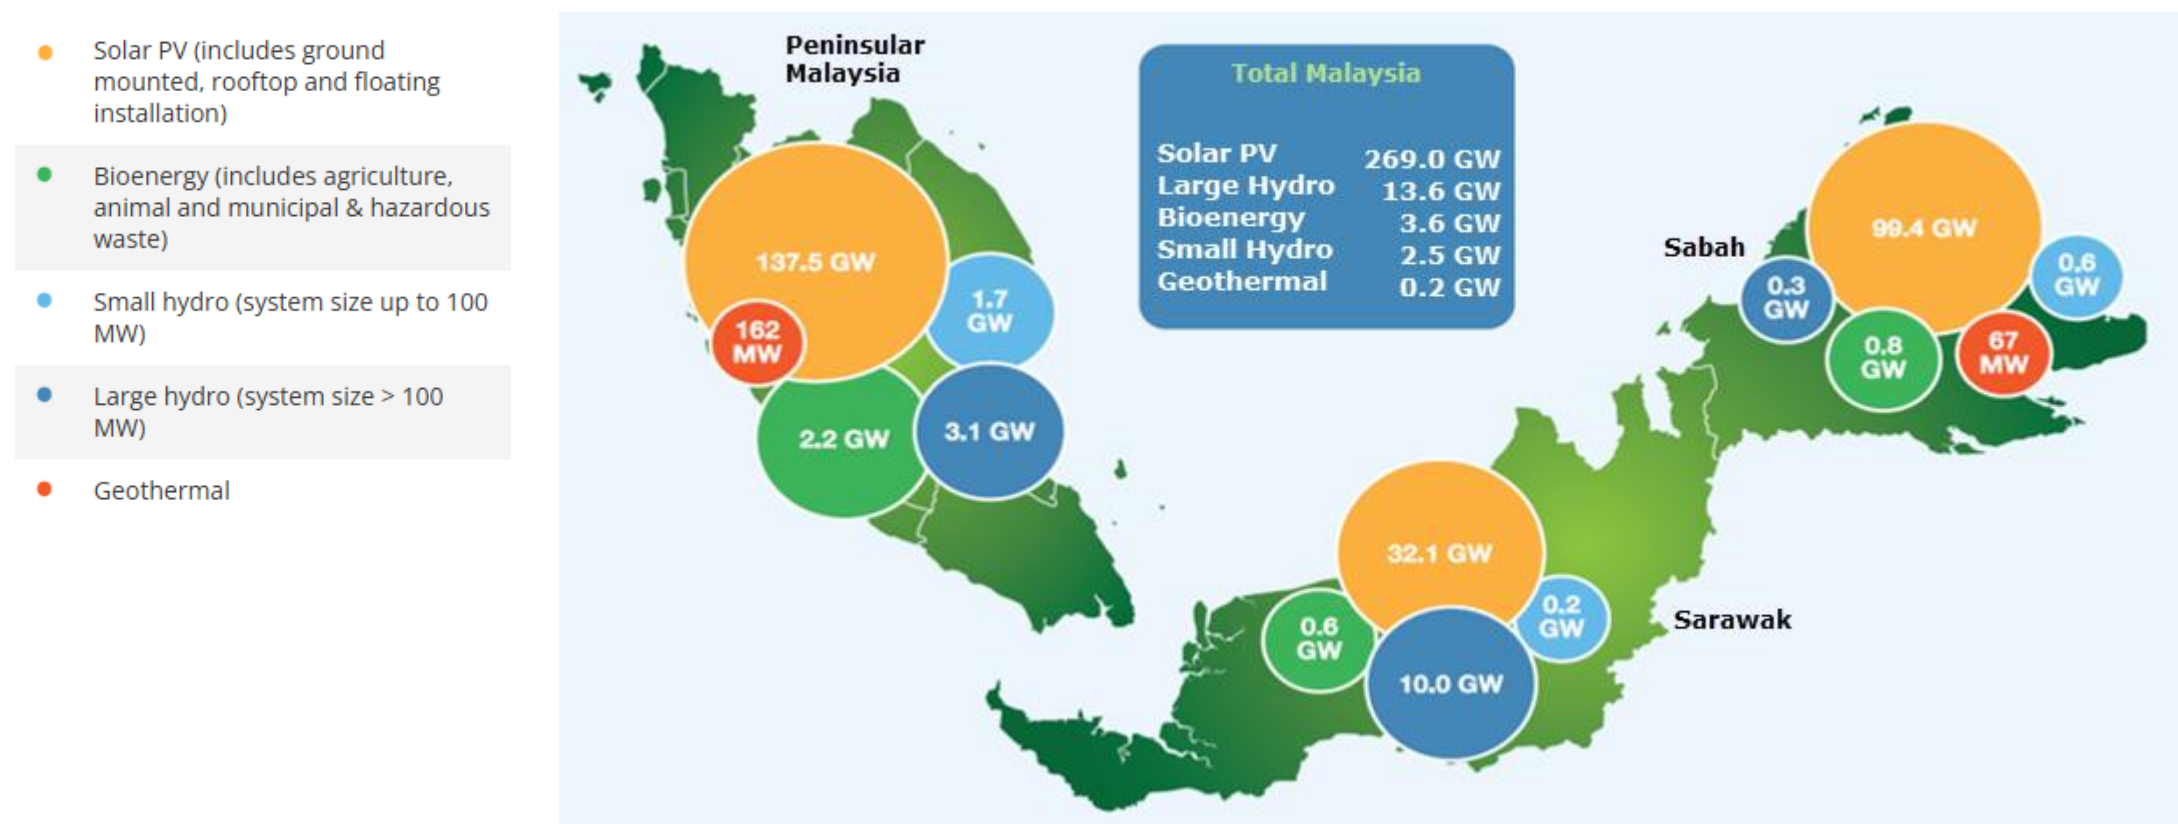 Solar PV (includes ground
mounted, rooftop and floating
installation)
Bioenergy (includes agriculture,
animal and municipal & hazardous
waste)
Small hydro (system size up to 100
MW)
Large hydro (system size > 100
MW)
Geothermal
Peninsular
Malaysia
137.5 GW
1.7
GW
162
MW
2.2 GW
3.1 GW
Total Malaysia
Solar PV 269.0 GW
Large Hydro 13.6 GW
Bioenergy 3.6 GW
Small Hydro 2.5 GW
Geothermal 0.2 GW
Sabah
99.4 GW
0.6
GW
0.3
GW
0.8
GW
67
MW
32.1 GW
0.6
GW
0.2
GW
10.0 GW
Sarawak